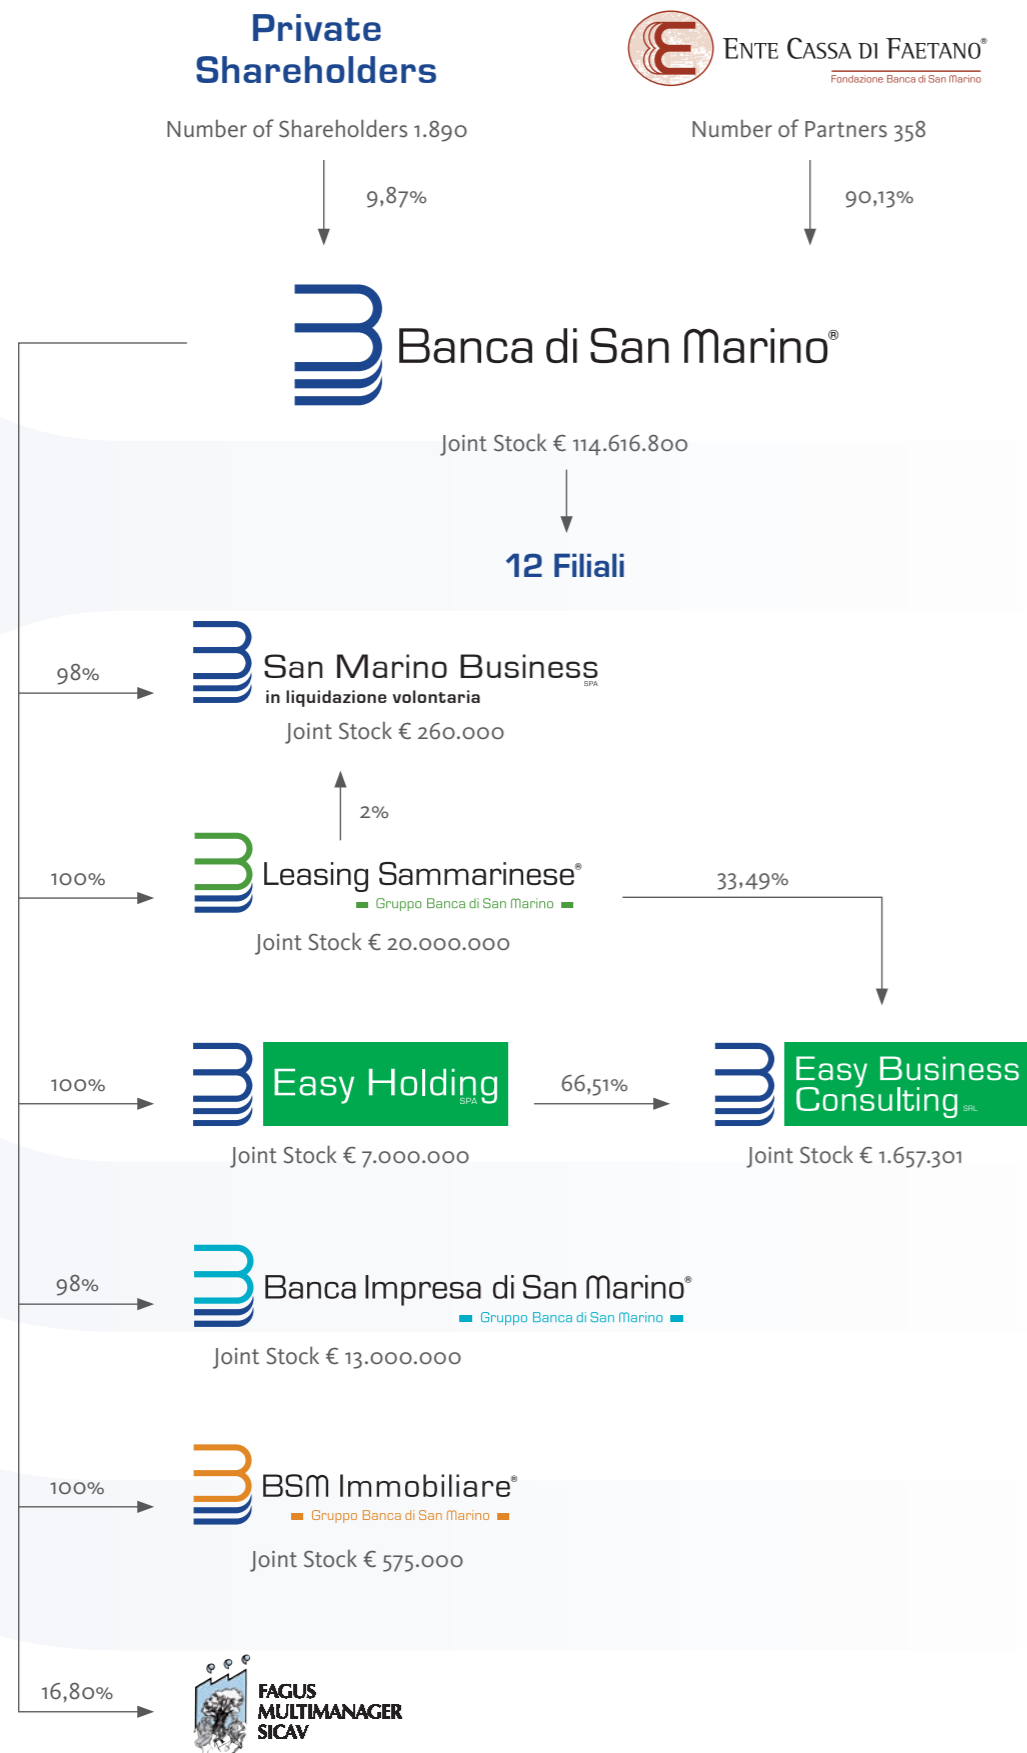 Private
Shareholders
ENTE CASSA DI FAETANO®
Fondazione Banca di San Marino
Number of Shareholders 1.890
Number of Partners 358
9,87%
90,13%
Banca di San Marino®
Joint Stock € 114.616.800
12 Filiali
98%
San Marino Business
SPA
in liquidazione volontaria
Joint Stock € 260.000
2%
100%
Leasing Sammarinese®
Gruppo Banca di San Marino
33,49%
Joint Stock € 20.000.000
100%
Easy Holding
SPA
66,51%
Easy Business
Consulting SRL
Joint Stock € 7.000.000
Joint Stock € 1.657.301
98%
Banca Impresa di San Marino®
Gruppo Banca di San Marino
Joint Stock € 13.000.000
100%
BSM Immobiliare®
Gruppo Banca di San Marino
Joint Stock € 575.000
16,80%
FAGUS
MULTIMANAGER
SICAV